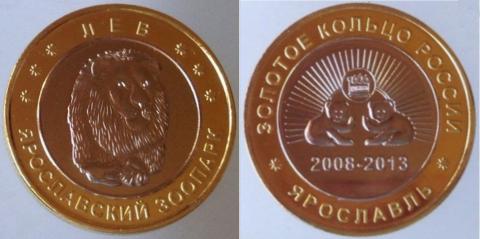 ЛЕВ
ЯРОСЛАВСКИЙ ЗООПАРК
ЗОЛОТОЕ КОЛЬЦО РОССИИ
2008-2013
ЯРОСЛАВЛЬ